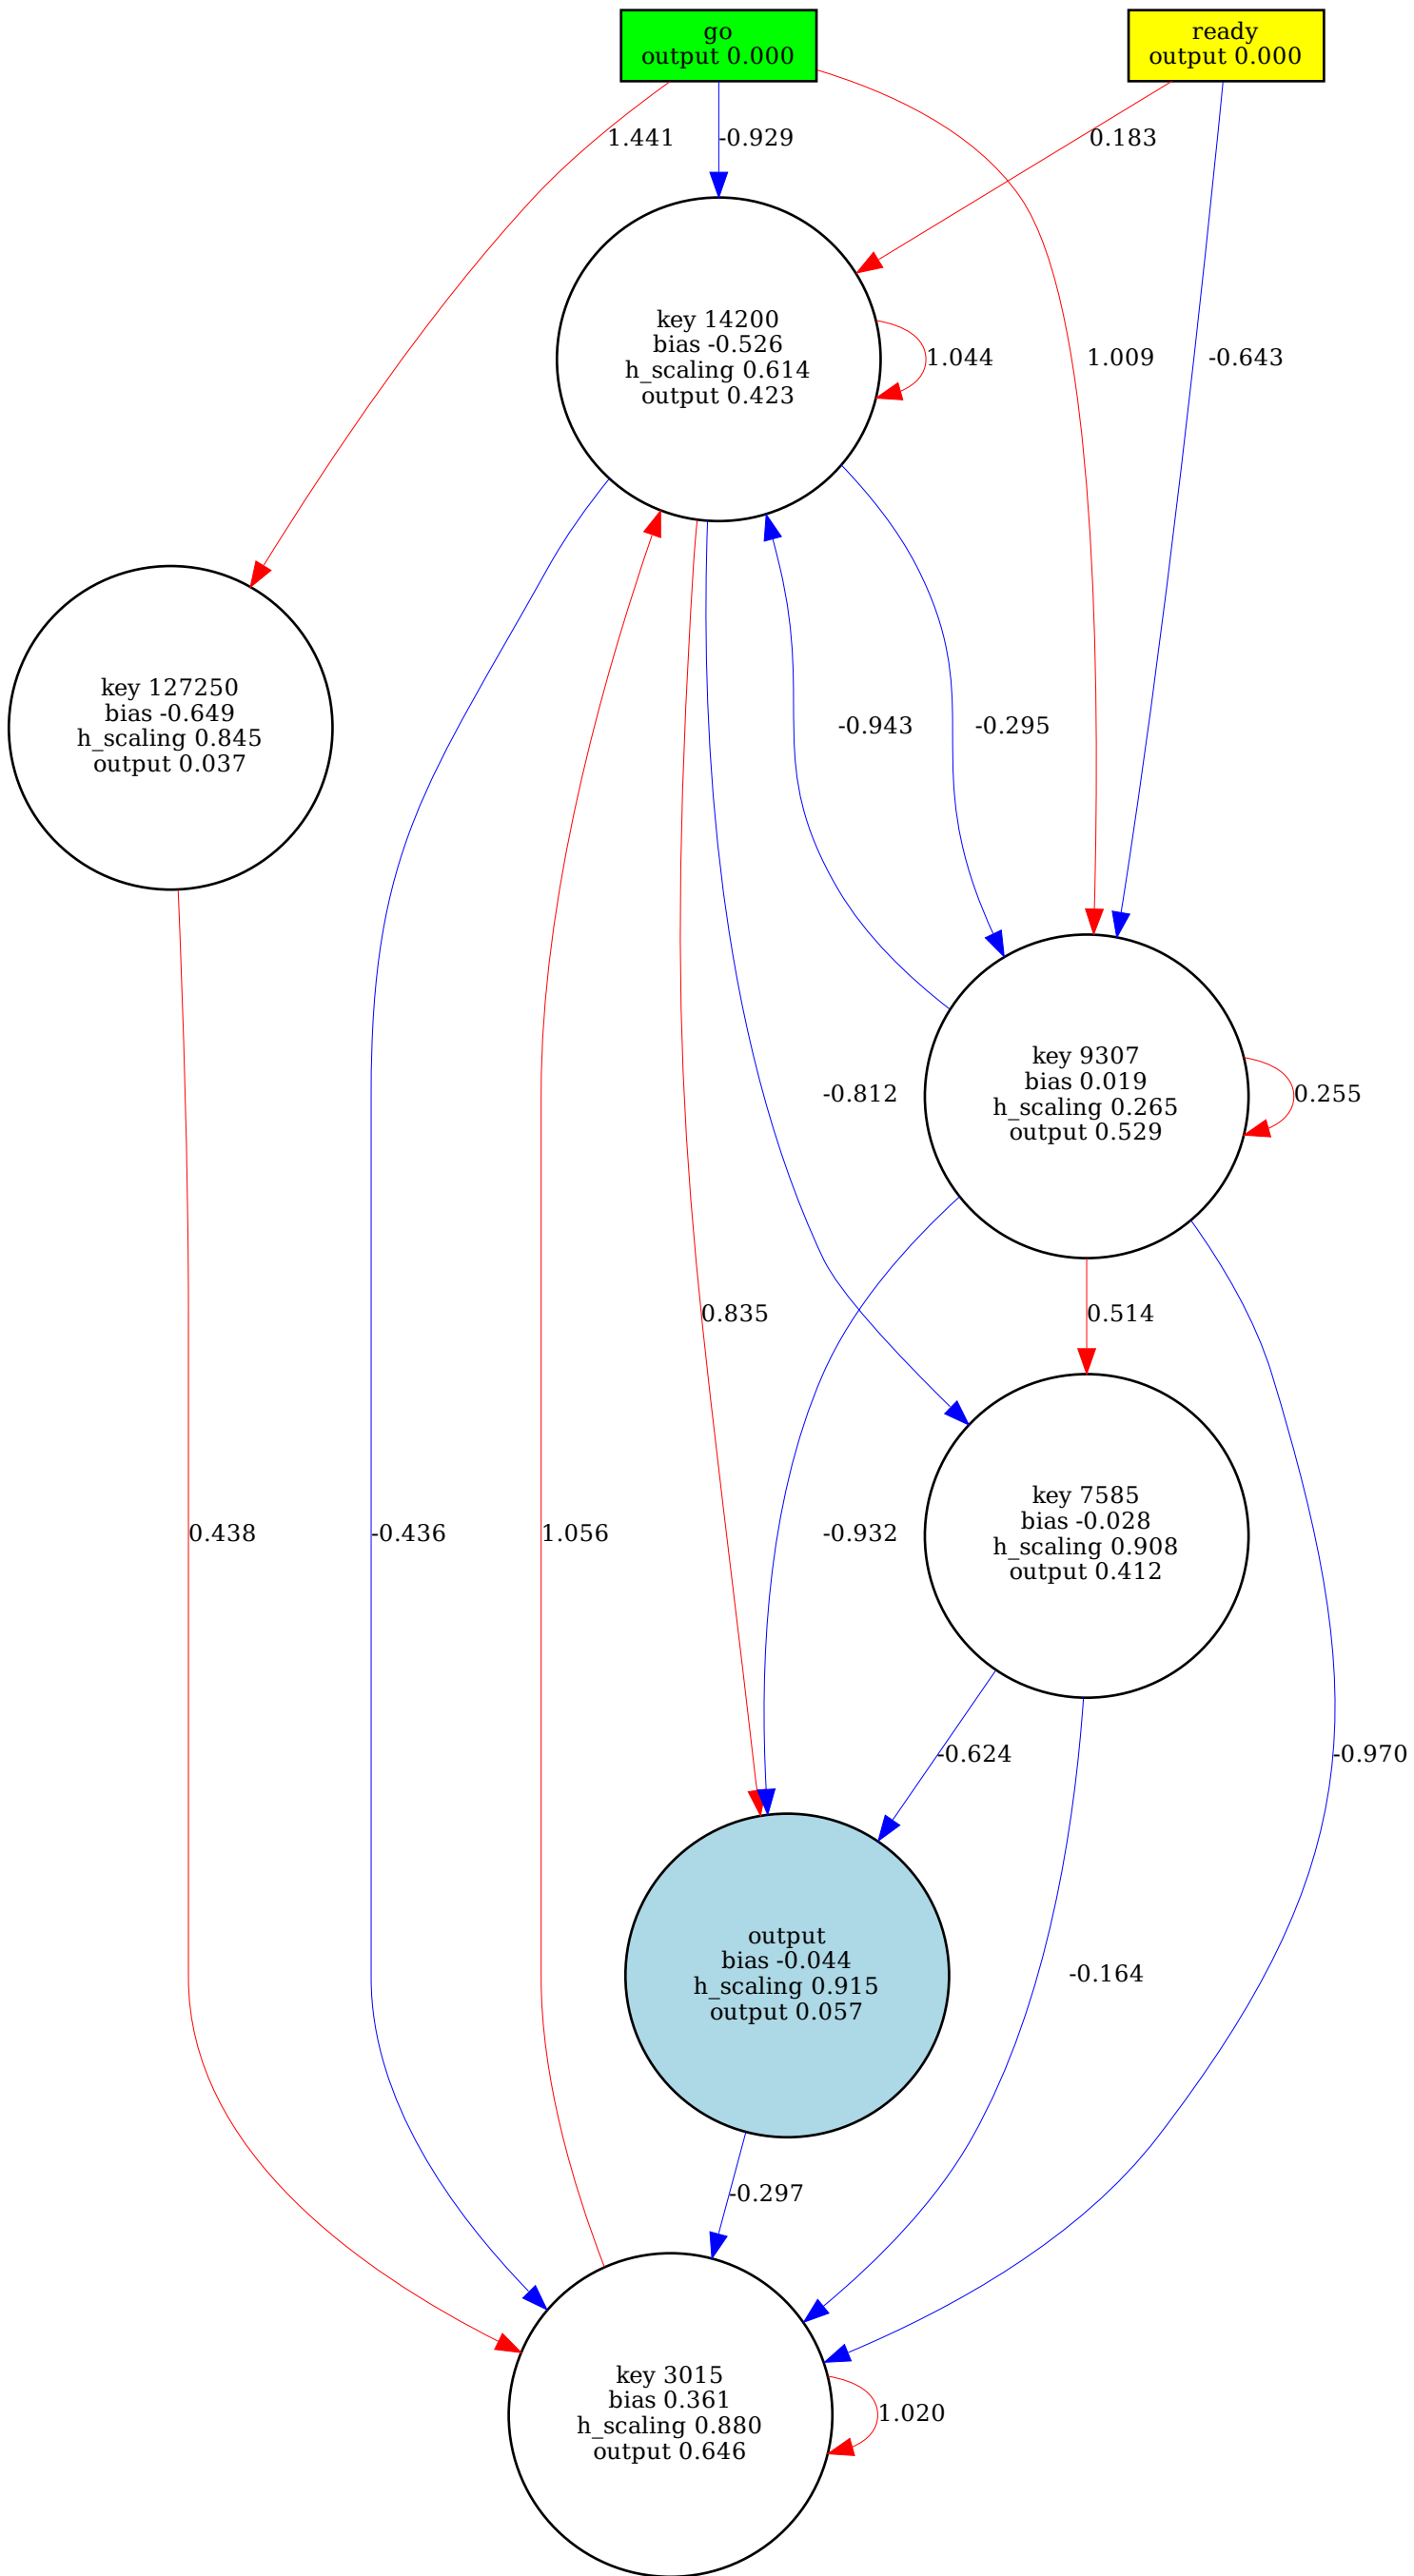 go
output 0.000
ready
output 0.000
1.441
-0.929
0.183
key 14200
bias -0.526
h_scaling 0.614
output 0.423
1.044
1.009
-0.643
key 127250
bias -0.649
h_scaling 0.845
output 0.037
-0.943
-0.295
key 9307
bias 0.019
h_scaling 0.265
output 0.529
-0.812
0.255
0.835
0.514
key 7585
bias -0.028
h_scaling 0.908
output 0.412
0.438
-0.436
1.056
-0.932
-0.624
-0.970
output
bias -0.044
h_scaling 0.915
output 0.057
-0.164
-0.297
key 3015
bias 0.361
h_scaling 0.880
output 0.646
1.020